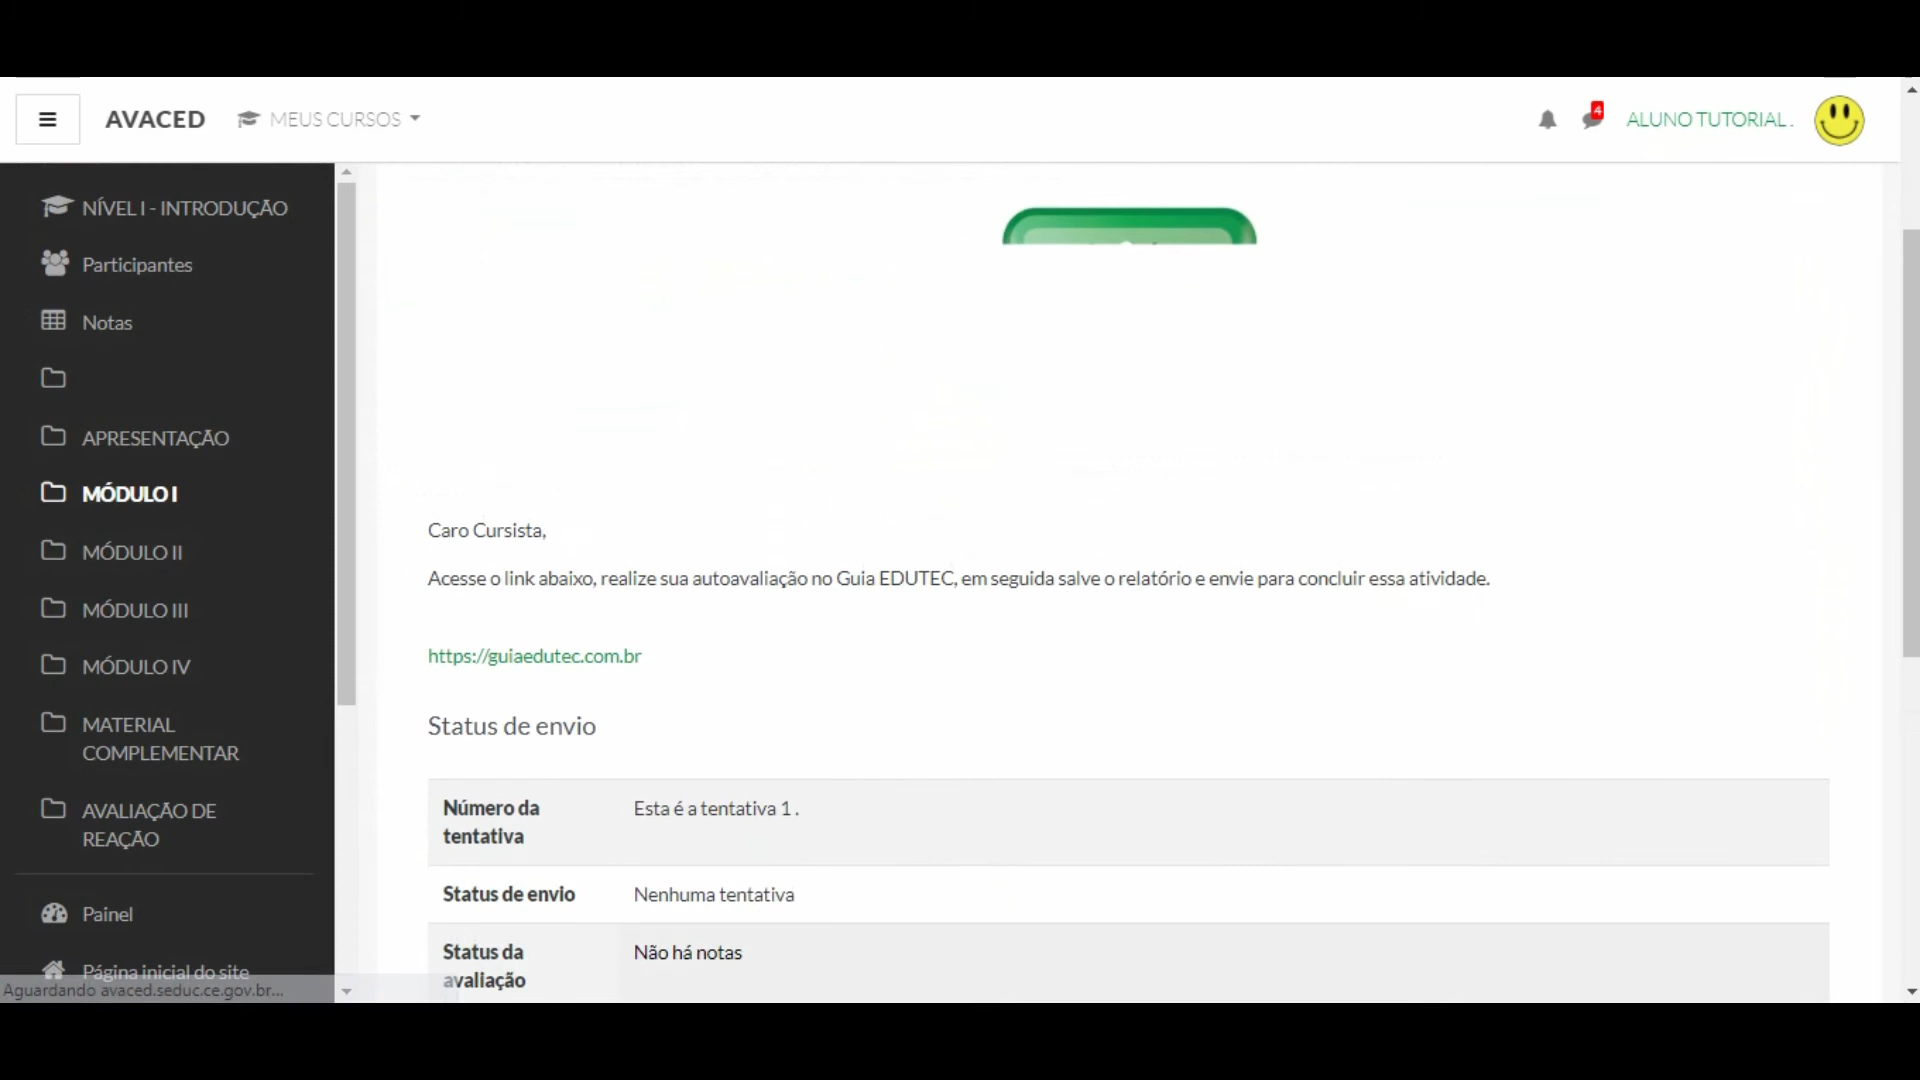 AVACED
MEUS CURSOS
4
ALUNO TUTORIAL .
NÍVEL I - INTRODUÇÃO
Participantes
Notas
APRESENTAÇÃO
MÓDULO I
MÓDULO II
MÓDULO III
MÓDULO IV
MATERIAL
COMPLEMENTAR
AVALIAÇÃO DE
REAÇÃO
Painel
Página inicial do site
Aguardando avaced.seduc.ce.gov.br...
Caro Cursista,
Acesse o link abaixo, realize sua autoavaliação no Guia EDUTEC, em seguida salve o relatório e envie para concluir essa atividade.
https://guiaedutec.com.br
Status de envio
Número da
tentativa
Esta é a tentativa 1 .
Status de envio
Nenhuma tentativa
Status da
avaliação
Não há notas